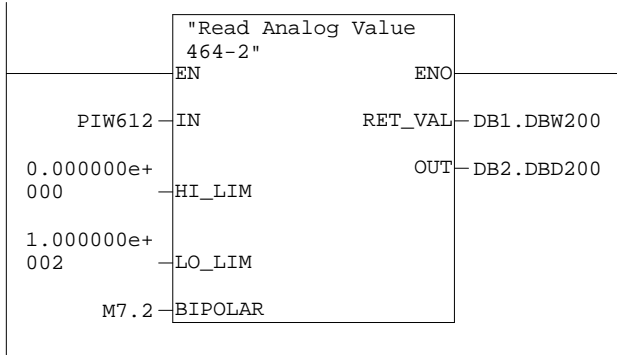 "Read Analog Value
464-2"
EN ENO
PIW612 IN RET_VAL DB1.DBW200
0.000000e+ OUT DB2.DBD200
000 HI_LIM
1.000000e+
002 LO_LIM
M7.2 BIPOLAR